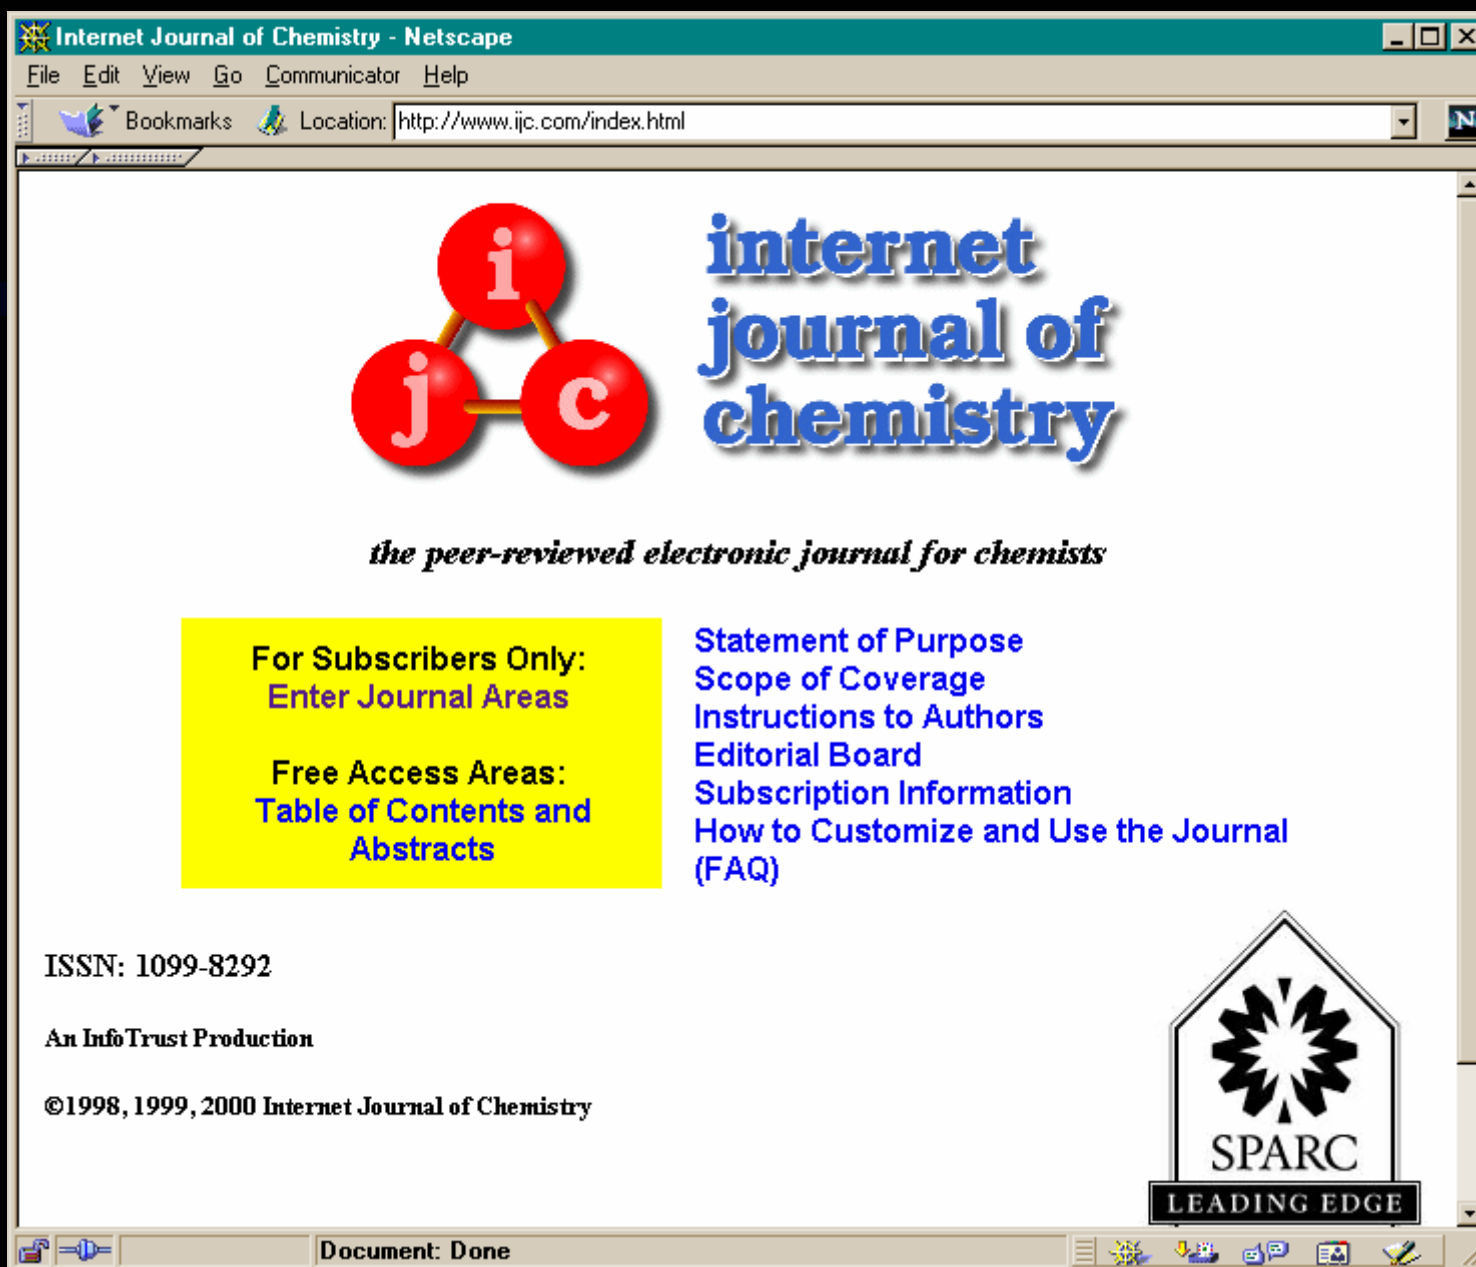 Internet Journal of Chemistry - Netscape
File Edit View Go Communicator Help
Bookmarks Location: http://www.ijc.com/index.html N
i
j c
internet
journal of
chemistry
the peer-reviewed electronic journal for chemists
For Subscribers Only:
Enter Journal Areas
Free Access Areas:
Table of Contents and
Abstracts
Statement of Purpose
Scope of Coverage
Instructions to Authors
Editorial Board
Subscription Information
How to Customize and Use the Journal
(FAQ)
ISSN: 1099-8292
An InfoTrust Production
©1998, 1999, 2000 Internet Journal of Chemistry
SPARC
LEADING EDGE
Document: Done